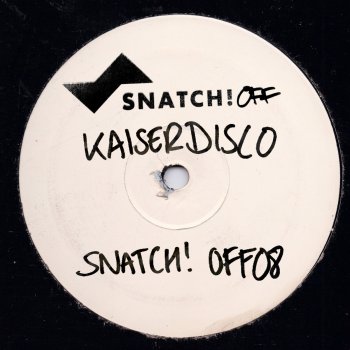 SNATCH! OFF
KAISERDISCO
SNATCH! OFF08